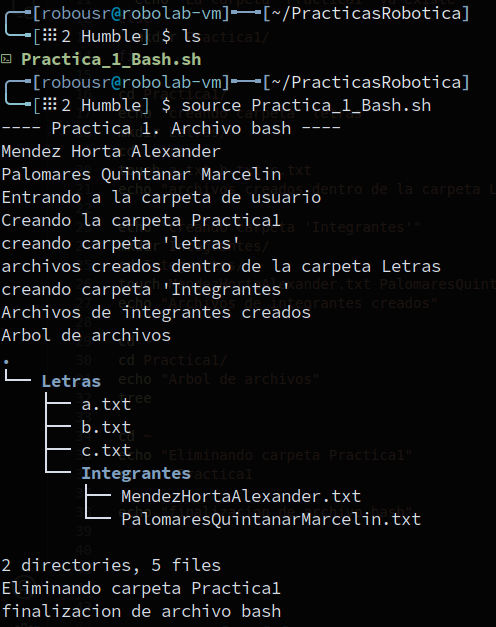 [robousr@robolab-vm]—[~/PracticasRobotica]
[2 Humble] $ ls
Practica_1_Bash.sh
[robousr@robolab-vm]—[~/PracticasRobotica]
[2 Humble] $ source Practica_1_Bash.sh
---- Practica 1. Archivo bash ----
Mendez Horta Alexander
Palomares Quintanar Marcelin
Entrando a la carpeta de usuario
Creando la carpeta Practica1
creando carpeta 'letras'
archivos creados dentro de la carpeta Letras
creando carpeta 'Integrantes'
Archivos de integrantes creados
Arbol de archivos
.
└── Letras
    ├── a.txt
    ├── b.txt
    ├── c.txt
    └── Integrantes
        ├── MendezHortaAlexander.txt
        └── PalomaresQuintanarMarcelin.txt
2 directories, 5 files
Eliminando carpeta Practica1
finalizacion de archivo bash